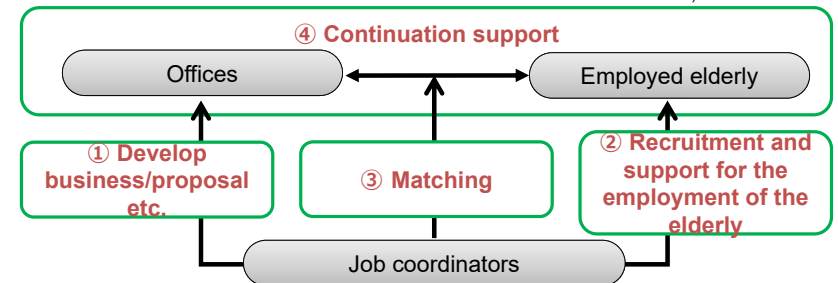 ④ Continuation support
Offices
Employed elderly
① Develop
business/proposal
etc.
③ Matching
② Recruitment and
support for the
employment of the
elderly
Job coordinators